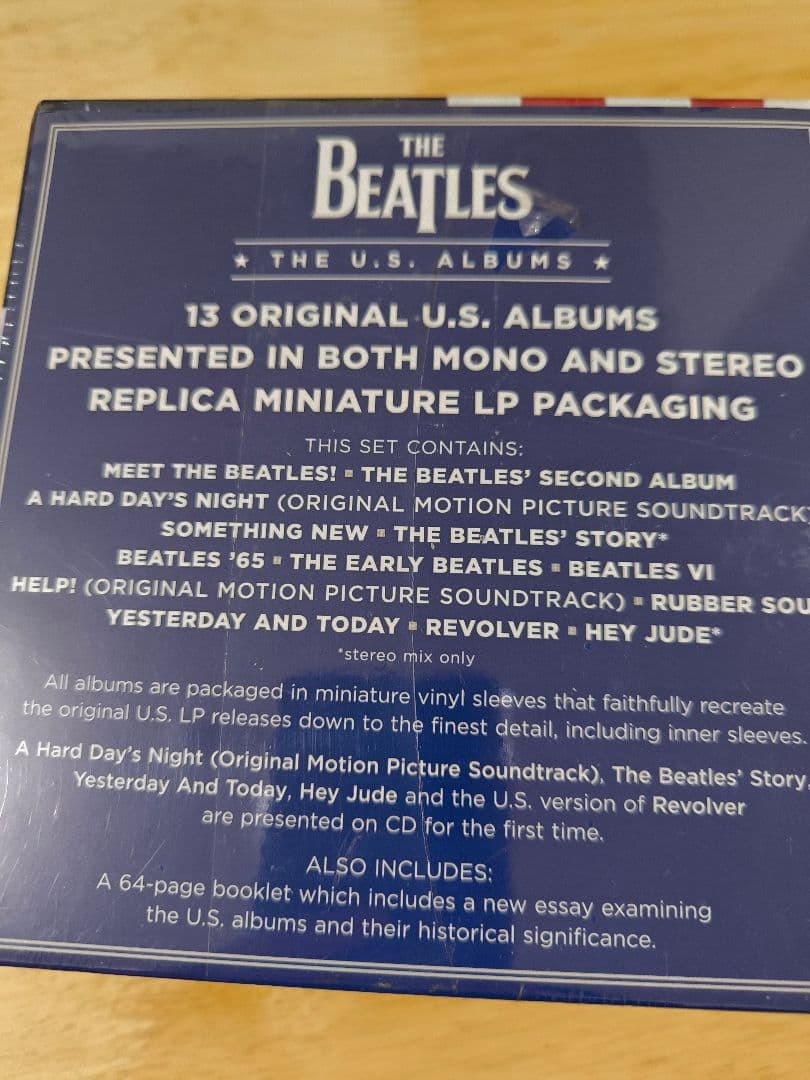 THE
BEATLES
★ THE U.S. ALBUMS ★
13 ORIGINAL U.S. ALBUMS
PRESENTED IN BOTH MONO AND STEREO
REPLICA MINIATURE LP PACKAGING
THIS SET CONTAINS:
MEET THE BEATLES! ▪ THE BEATLES' SECOND ALBUM
A HARD DAY'S NIGHT (ORIGINAL MOTION PICTURE SOUNDTRACK)
SOMETHING NEW ▪ THE BEATLES' STORY*
BEATLES '65 ▪ THE EARLY BEATLES ▪ BEATLES VI
HELP! (ORIGINAL MOTION PICTURE SOUNDTRACK) ▪ RUBBER SOU
YESTERDAY AND TODAY ▪ REVOLVER ▪ HEY JUDE*
*stereo mix only
All albums are packaged in miniature vinyl sleeves that faithfully recreate
the original U.S. LP releases down to the finest detail, including inner sleeves.
A Hard Day's Night (Original Motion Picture Soundtrack), The Beatles' Story,
Yesterday And Today, Hey Jude and the U.S. version of Revolver
are presented on CD for the first time.
ALSO INCLUDES:
A 64-page booklet which includes a new essay examining
the U.S. albums and their historical significance.